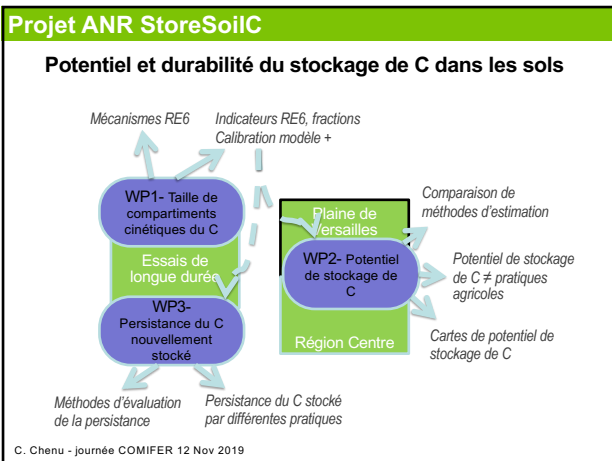 Projet ANR StoreSoilC
Potentiel et durabilité du stockage de C dans les sols
Mécanismes RE6
Indicateurs RE6, fractions
Calibration modèle +
WP1- Taille de
compartiments
cinétiques du C
Essais de
longue durée
WP3-
Persistance du C
nouvellement
stocké
Méthodes d'évaluation
de la persistance
Persistance du C stocké
par différentes pratiques
Plaine de
Versailles
WP2- Potentiel
de stockage de
C
Région Centre
Comparaison de
méthodes d'estimation
Potentiel de stockage
de C ≠ pratiques
agricoles
Cartes de potentiel de
stockage de C
C. Chenu - journée COMIFER 12 Nov 2019